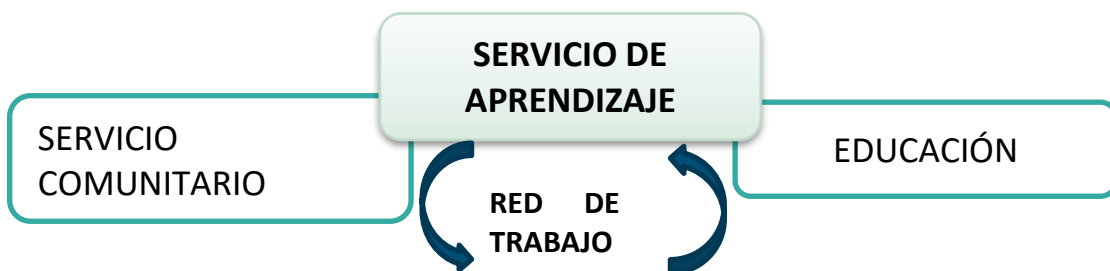 SERVICIO DE
APRENDIZAJE
SERVICIO
COMUNITARIO
EDUCACIÓN
RED DE
TRABAJO